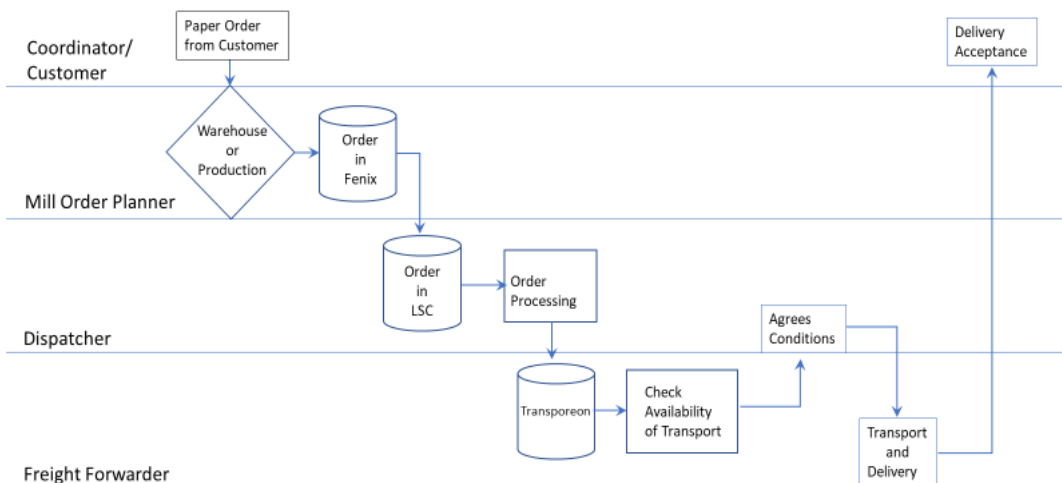 Paper Order
from Customer
Coordinator/
Customer
Delivery
Acceptance
Warehouse
or
Production
Order
in
Fenix
Mill Order Planner
Order
in
LSC
Order
Processing
Agrees
Conditions
Dispatcher
Transporeon
Check
Availability
of Transport
Transport
and
Delivery
Freight Forwarder